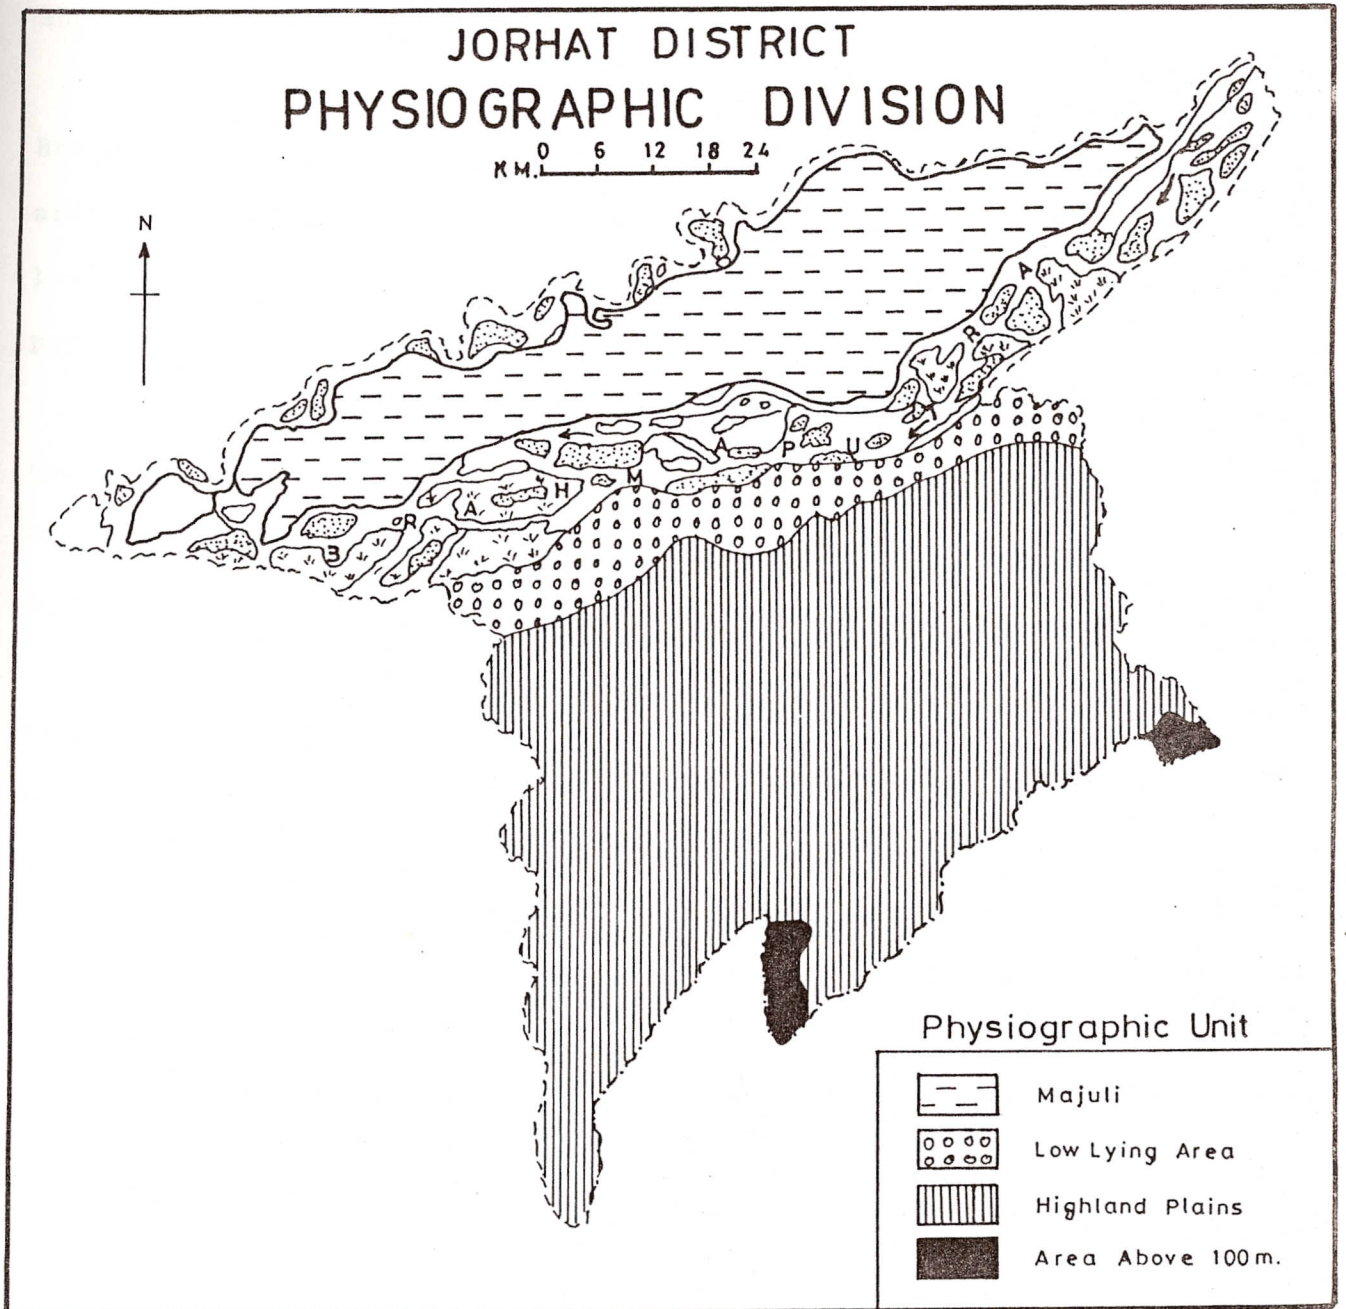 JORHAT DISTRICT
PHYSIOGRAPHIC DIVISION
KM. 0 6 12 18 24
N
B R A H M A P U T R A
Physiographic Unit
Majuli
Low Lying Area
Highland Plains
Area Above 100m.